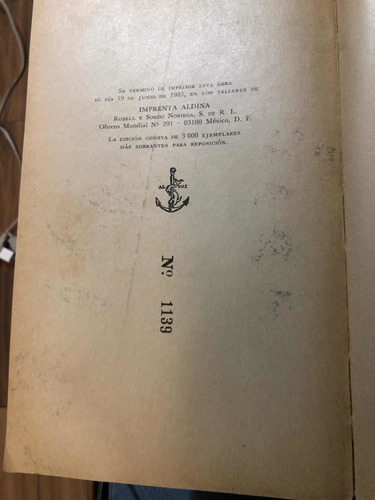 Se terminó de imprimir esta obra
el día 19 de junio de 1987, en los talleres de
IMPRENTA ALDINA
Rosell y Sordo Noriega, S. de R. L.
Obrero Mundial Nº 201 - 03100 México, D. F.
La edición consta de 3 000 ejemplares
más sobrantes para reposición.
AL DUS
Nº 1139